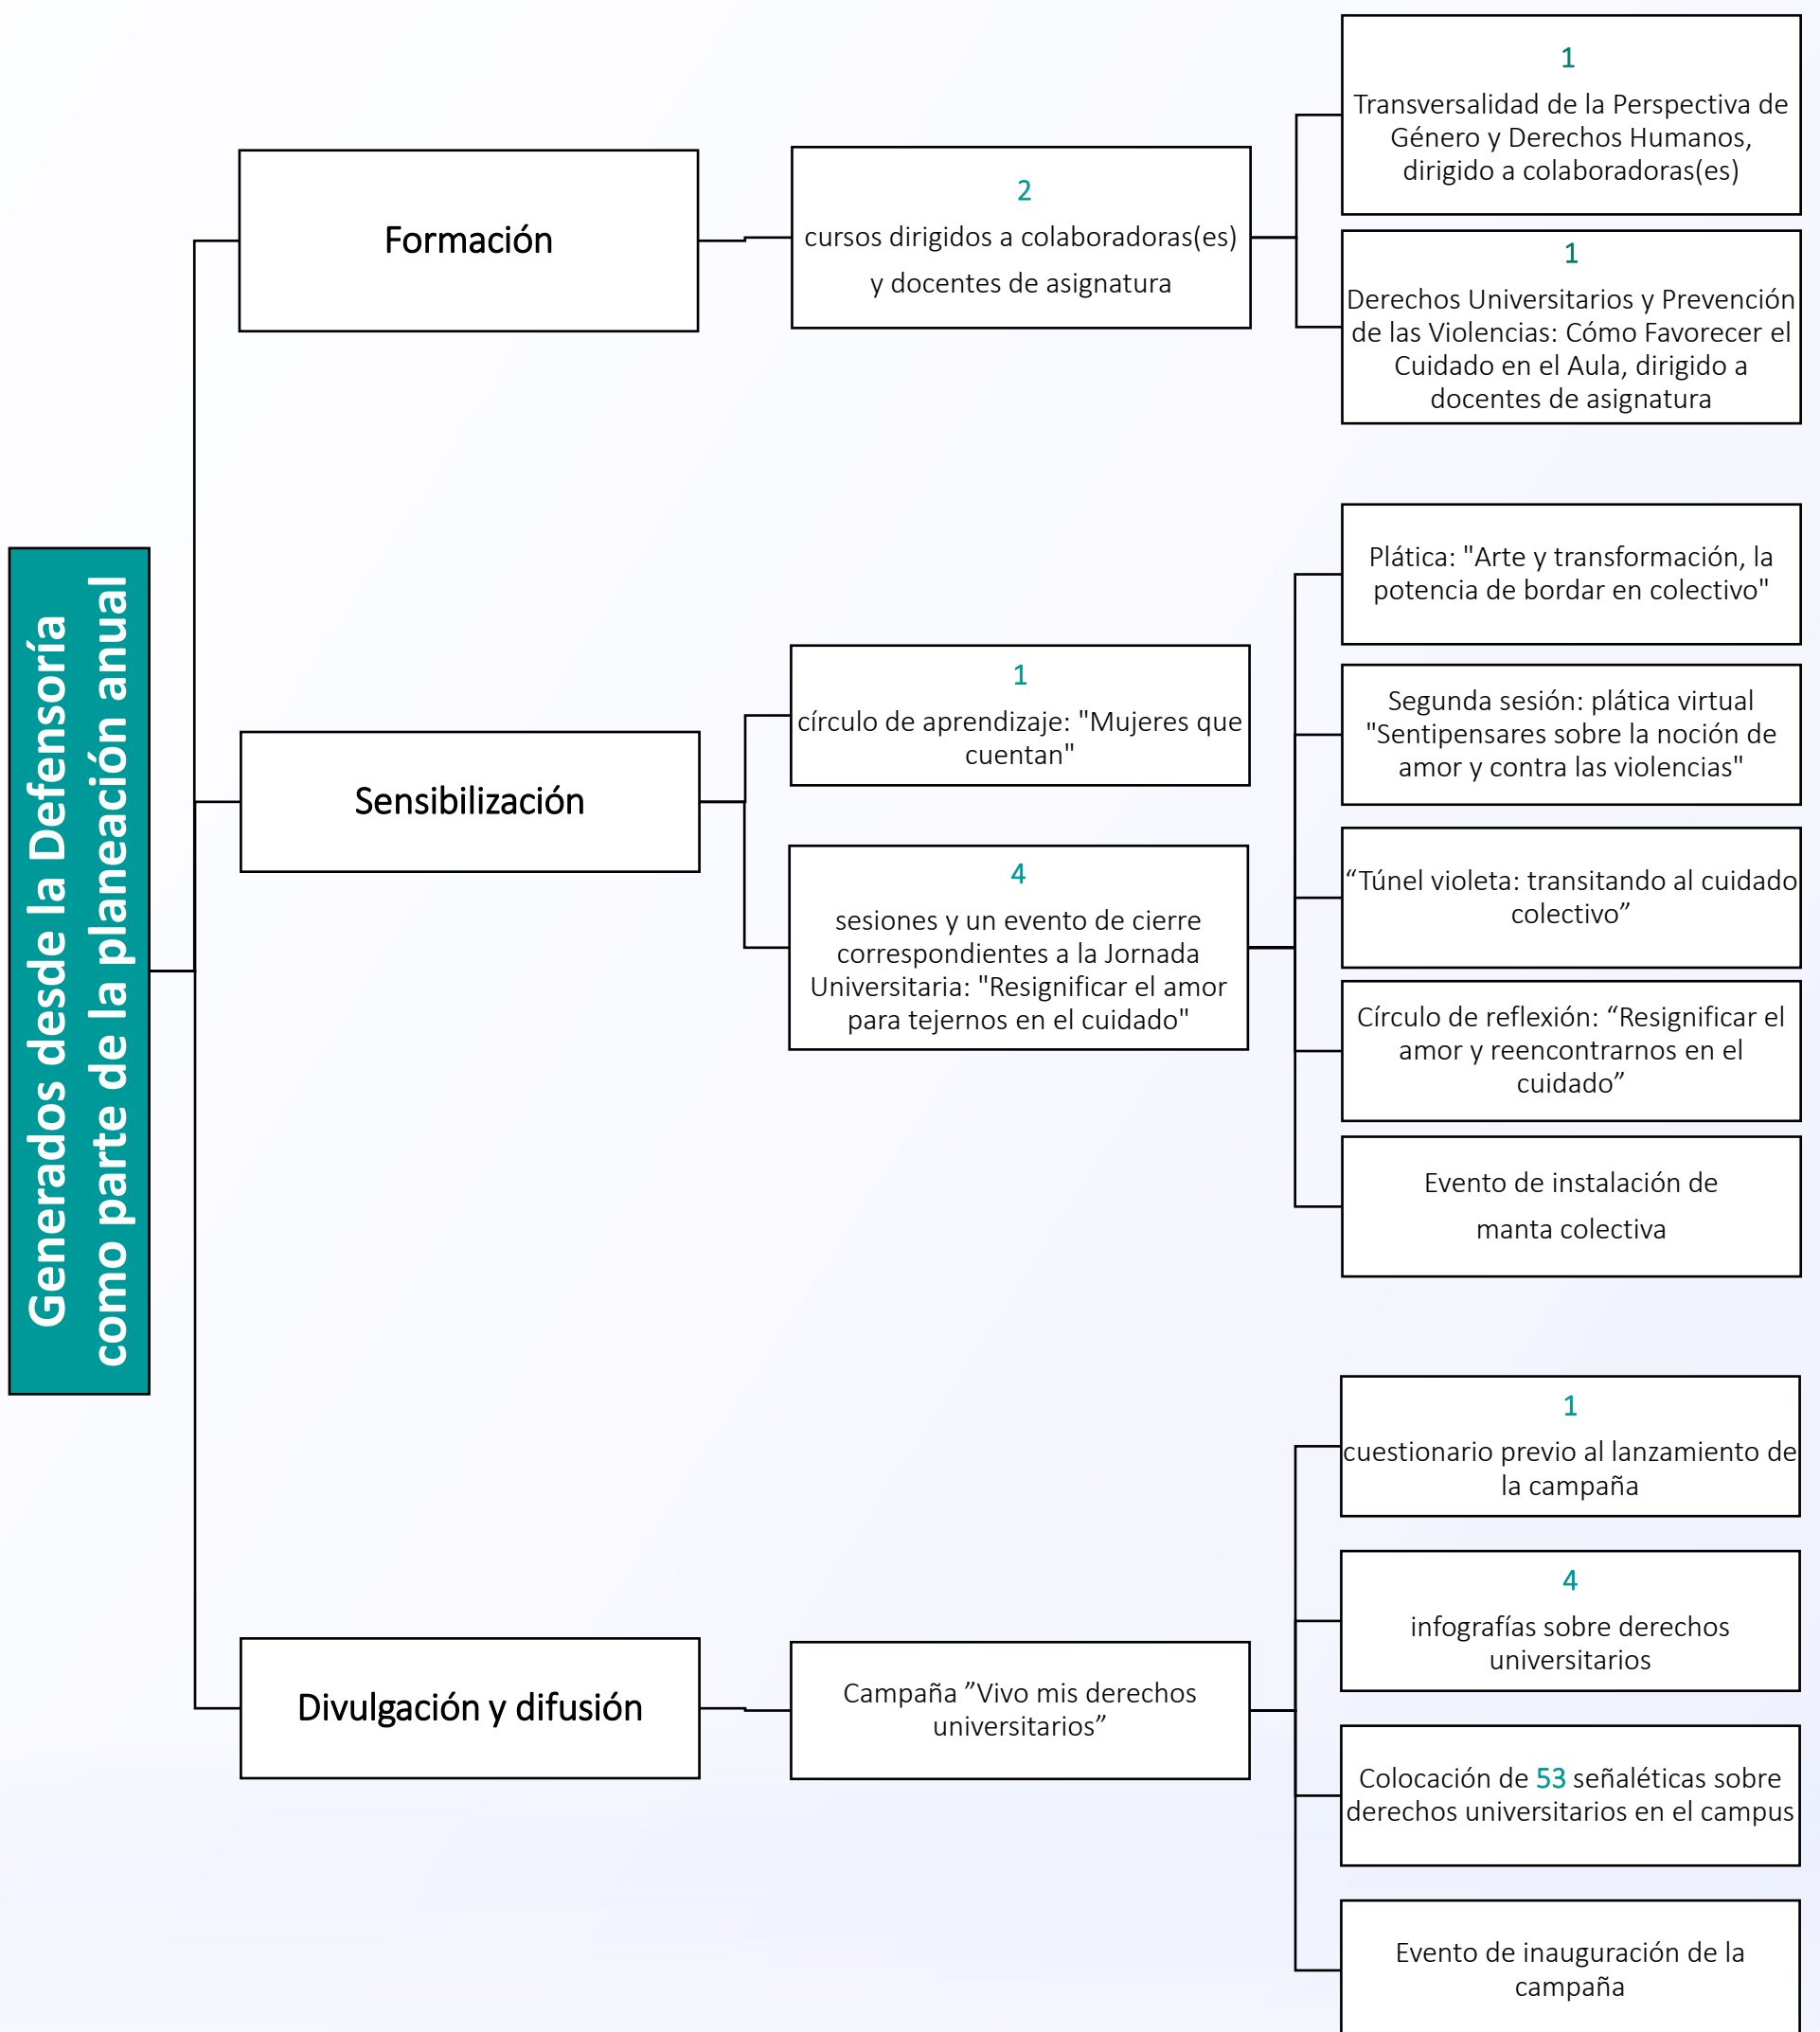 Generados desde la Defensoría
como parte de la planeación anual
Formación
2
cursos dirigidos a colaboradoras(es)
y docentes de asignatura
1
Transversalidad de la Perspectiva de
Género y Derechos Humanos,
dirigido a colaboradoras(es)
1
Derechos Universitarios y Prevención
de las Violencias: Cómo Favorecer el
Cuidado en el Aula, dirigido a
docentes de asignatura
Sensibilización
1
círculo de aprendizaje: "Mujeres que
cuentan"
4
sesiones y un evento de cierre
correspondientes a la Jornada
Universitaria: "Resignificar el amor
para tejernos en el cuidado"
Plática: "Arte y transformación, la
potencia de bordar en colectivo"
Segunda sesión: plática virtual
"Sentipensares sobre la noción de
amor y contra las violencias"
“Túnel violeta: transitando al cuidado
colectivo”
Círculo de reflexión: “Resignificar el
amor y reencontrarnos en el
cuidado”
Evento de instalación de
manta colectiva
Divulgación y difusión
Campaña ”Vivo mis derechos
universitarios”
1
cuestionario previo al lanzamiento de
la campaña
4
infografías sobre derechos
universitarios
Colocación de 53 señaléticas sobre
derechos universitarios en el campus
Evento de inauguración de la
campaña